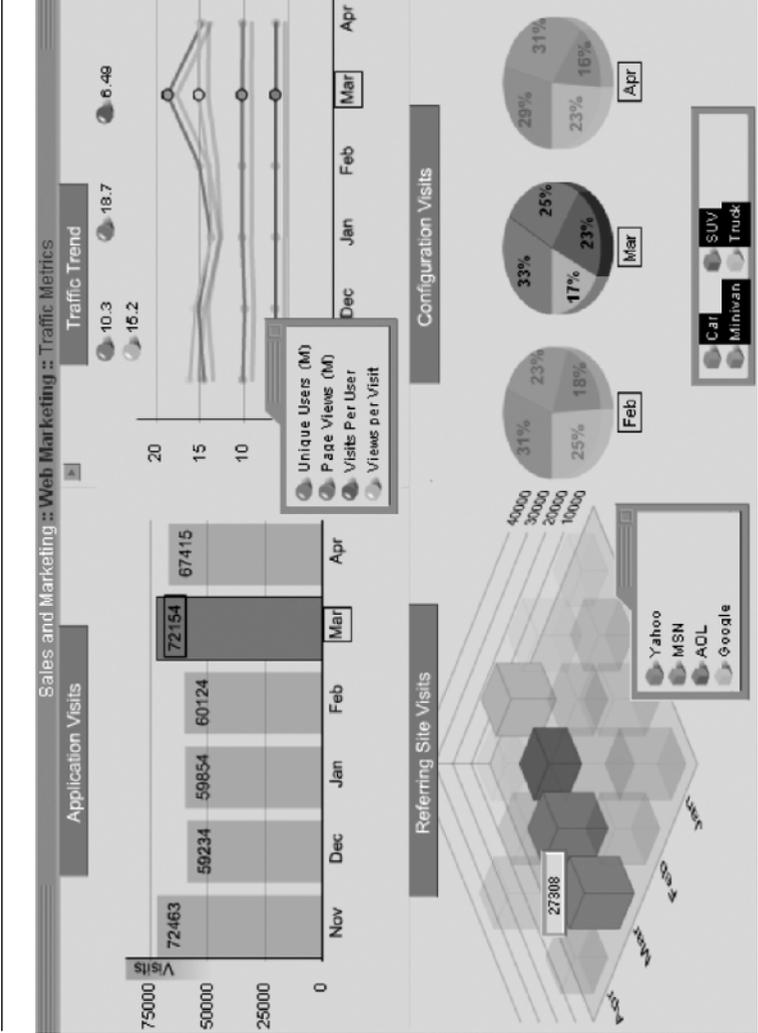 Sales and Marketing :: Web Marketing :: Traffic Metrics
Application Visits
Visits
75000
50000
25000
0
72463
59234
59854
60124
72154
67415
Nov
Dec
Jan
Feb
Mar
Apr
Traffic Trend
10.3
18.7
6.49
15.2
20
15
10
Dec
Jan
Feb
Mar
Apr
Unique Users (M)
Page Views (M)
Visits Per User
Views per Visit
Referring Site Visits
40000
30000
20000
10000
27308
Apr
Mar
Feb
Jan
Yahoo
MSN
AOL
Google
Configuration Visits
31%
23%
25%
18%
Feb
33%
25%
17%
23%
Mar
29%
31%
23%
16%
Apr
Car
SUV
Minivan
Truck